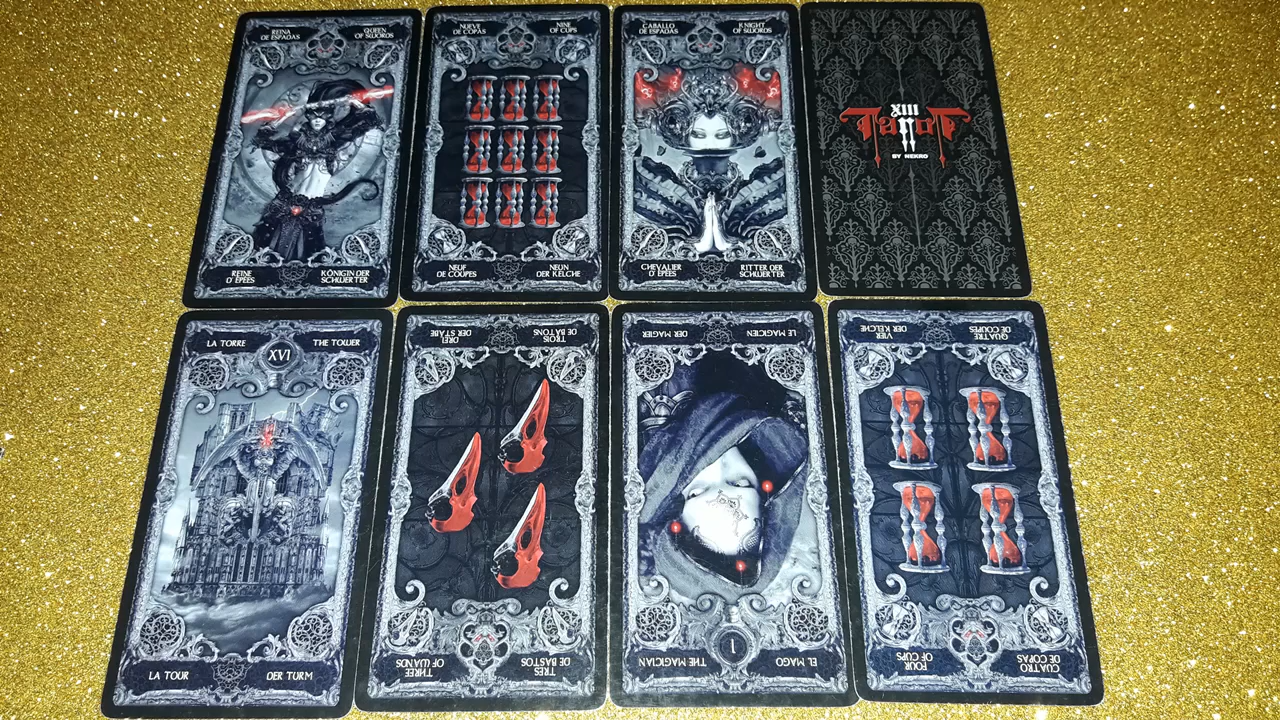 REINA
DE ESPADAS
QUEEN
OF SWORDS
REINE
D'ÉPÉES
KÖNIGIN DER
SCHWERTER
NUEVE
DE COPAS
NINE
OF CUPS
NEUF
DE COUPES
NEUN
DER KELCHE
CABALLO
DE ESPADAS
KNIGHT
OF SWORDS
CHEVALIER
D'ÉPÉES
RITTER DER
SCHWERTER
XIII
TAROT
BY NEKRO
LA TORRE
XVI
THE TOWER
LA TOUR
DER TURM
TRES
DE BASTOS
THREE
OF WANDS
TROIS
DE BÂTONS
DREI
DER STÄBE
EL MAGO
I
THE MAGICIAN
LE MAGICIEN
DER MAGIER
CUATRO
DE COPAS
FOUR
OF CUPS
QUATRE
DE COUPES
VIER
DER KELCHE